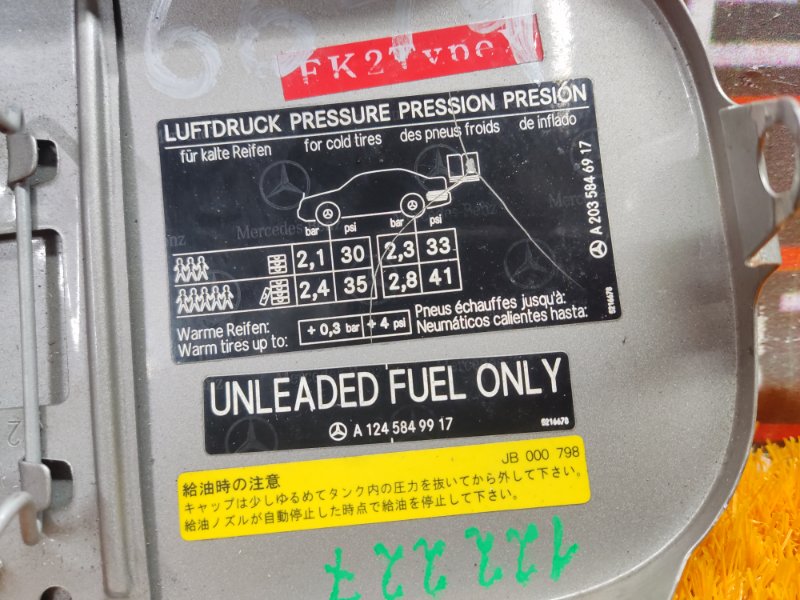 FK2Type
LUFTDRUCK PRESSURE PRESSION PRESIÓN
für kalte Reifen for cold tires des pneus froids de inflado
A 203 584 69 17
Mercedes-Benz
bar psi bar psi
2,1 30 2,3 33
2,4 35 2,8 41
Warme Reifen: Pneus échauffes jusqu'à:
Warm tires up to: + 0,3 bar + 4 psi Neumáticos calientes hasta:
5216678
UNLEADED FUEL ONLY
A 124 584 99 17 5216678
JB 000 798
給油時の注意
キャップは少しゆるめてタンク内の圧力を抜いてから外して下さい。
給油ノズルが自動停止した時点で給油を停止して下さい。
122227